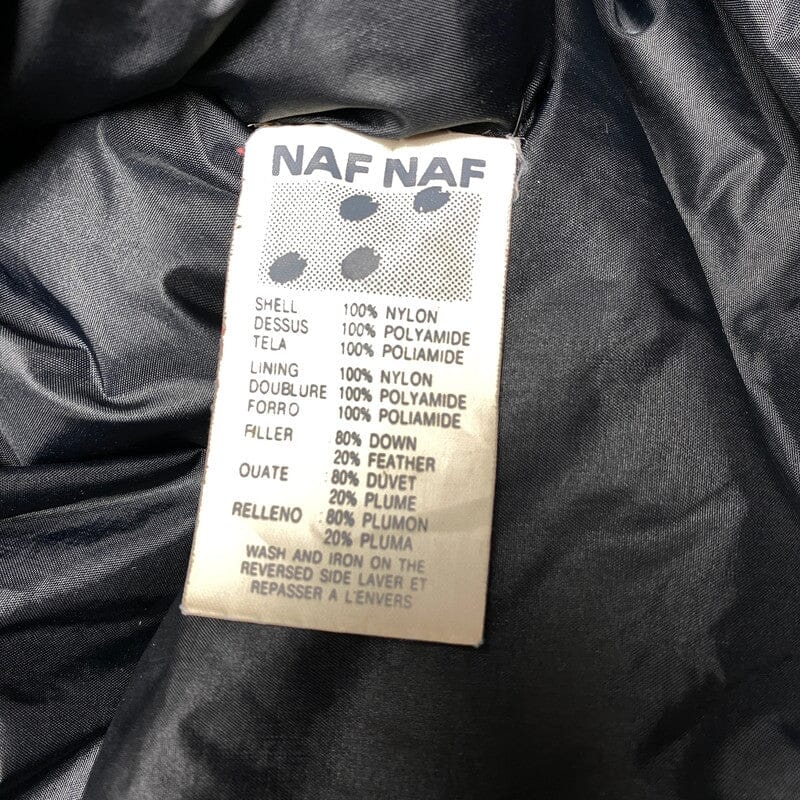 NAF NAF
SHELL 100% NYLON
DESSUS 100% POLYAMIDE
TELA 100% POLIAMIDE
LINING 100% NYLON
DOUBLURE 100% POLYAMIDE
FORRO 100% POLIAMIDE
FILLER 80% DOWN
20% FEATHER
OUATE 80% DUVET
20% PLUME
RELLENO 80% PLUMON
20% PLUMA
WASH AND IRON ON THE
REVERSED SIDE LAVER ET
REPASSER A L'ENVERS